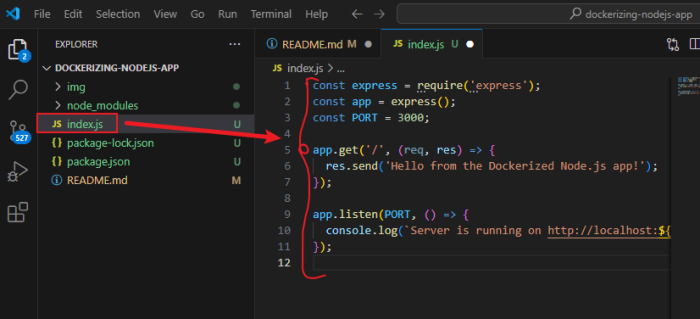 File Edit Selection View Go Run Terminal Help
dockerizing-nodejs-app
EXPLORER
DOCKERIZING-NODEJS-APP
img
node_modules
JS index.js U
{} package-lock.json U
{} package.json U
README.md M
2
527
README.md M
JS index.js U
JS index.js > ...
1 const express = require('express');
2 const app = express();
3 const PORT = 3000;
4
5 app.get('/', (req, res) => {
6 res.send('Hello from the Dockerized Node.js app!');
7 });
8
9 app.listen(PORT, () => {
10 console.log(`Server is running on http://localhost:${
11 });
12